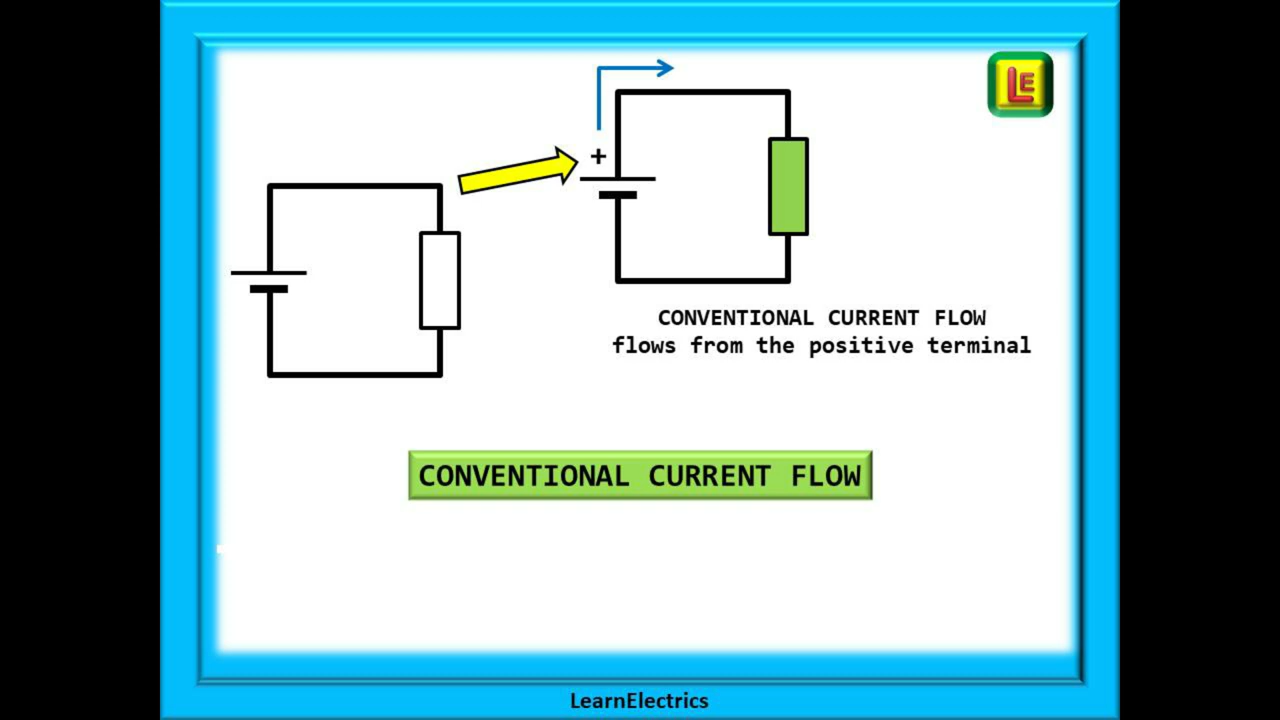 LE
+
CONVENTIONAL CURRENT FLOW
flows from the positive terminal
CONVENTIONAL CURRENT FLOW
LearnElectrics